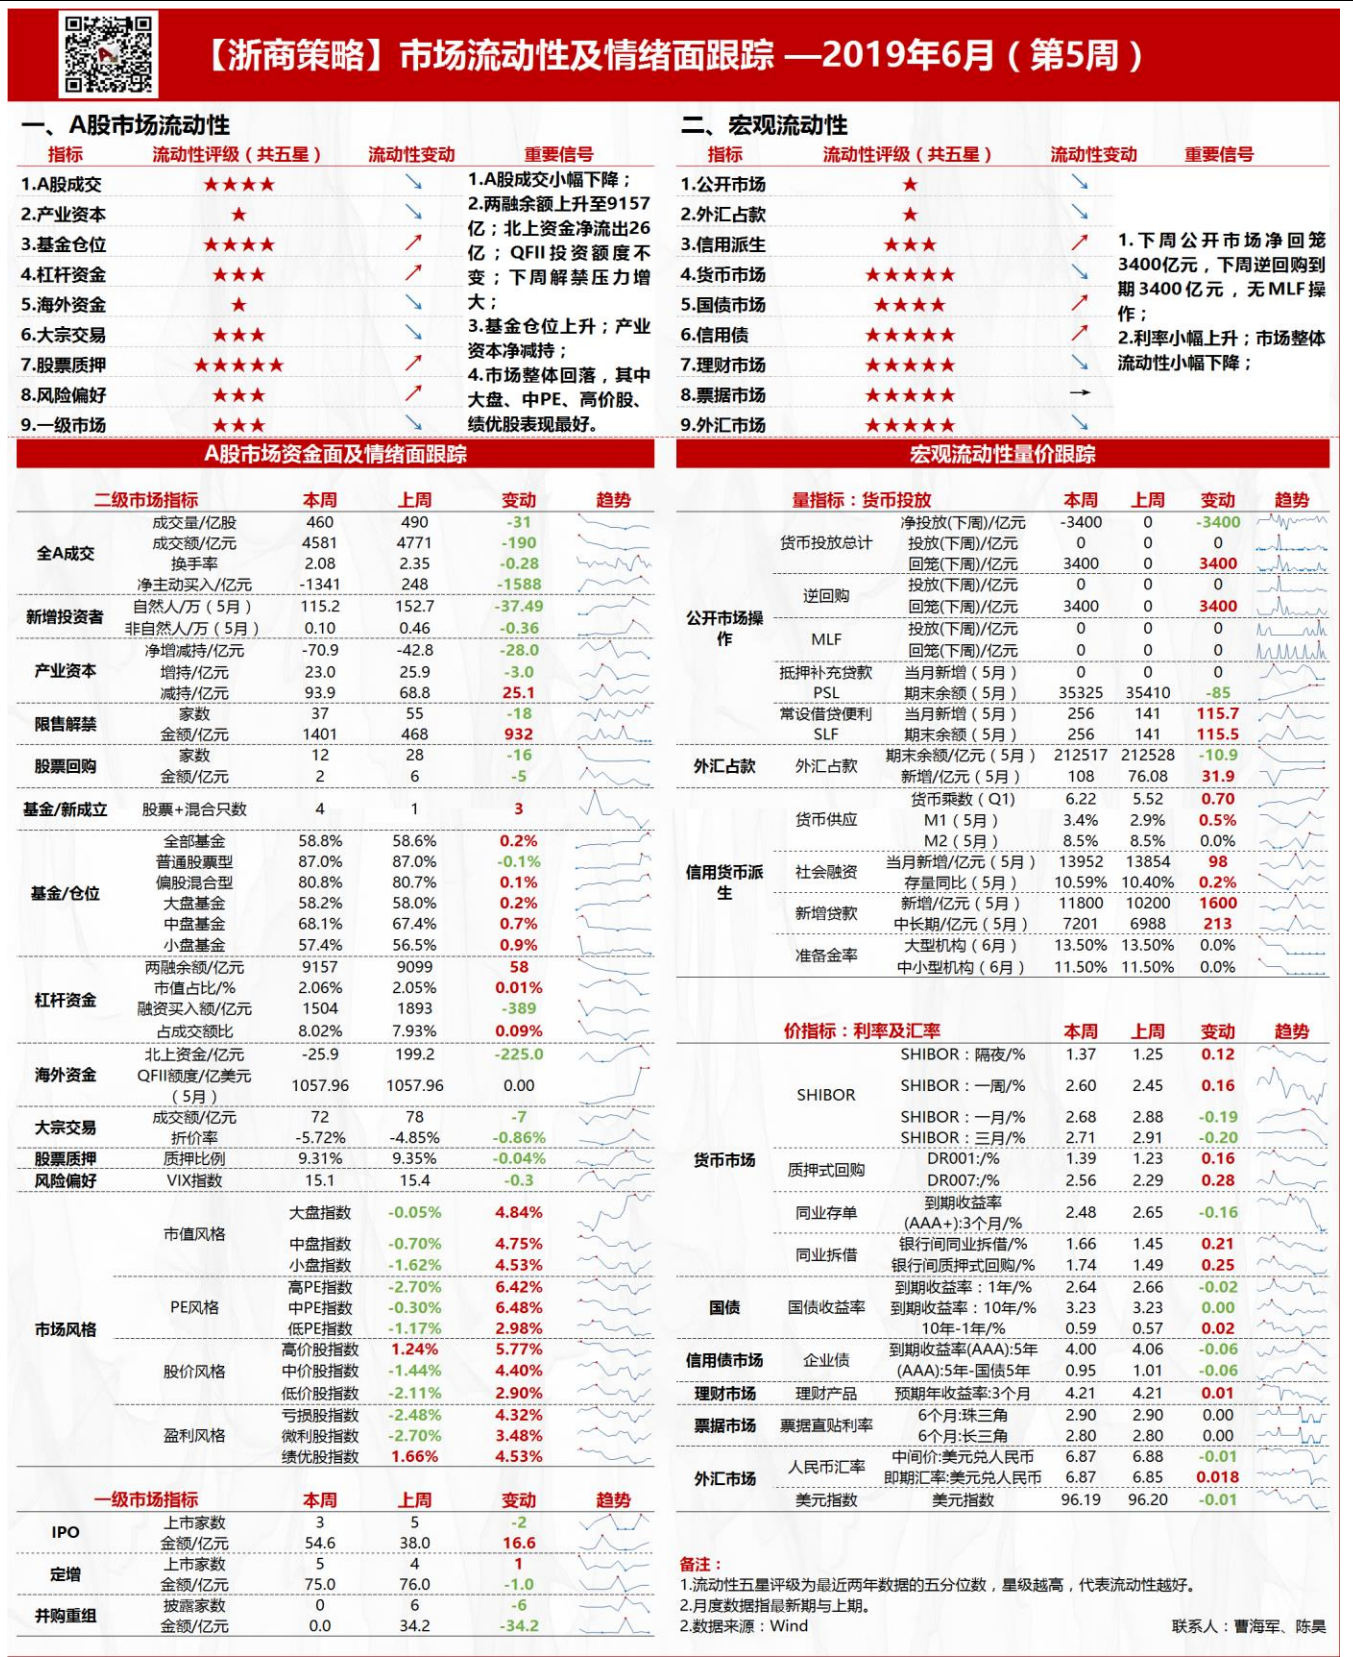 【浙商策略】市场流动性及情绪面跟踪 —2019年6月（第5周）
一、A股市场流动性
指标 流动性评级（共五星） 流动性变动 重要信号
1.A股成交 ★★★★ ↘
2.产业资本 ★ ↘
3.基金仓位 ★★★★ ↗
4.杠杆资金 ★★★ ↗
5.海外资金 ★ ↘
6.大宗交易 ★★★ ↘
7.股票质押 ★★★★★ ↗
8.风险偏好 ★★★ ↗
9.一级市场 ★★★ ↘
1.A股成交小幅下降；
2.两融余额上升至9157
亿；北上资金净流出26
亿；QFII投资额度不
变；下周解禁压力增
大；
3.基金仓位上升；产业
资本净减持；
4.市场整体回落，其中
大盘、中PE、高价股、
绩优股表现最好。
二、宏观流动性
指标 流动性评级（共五星） 流动性变动 重要信号
1.公开市场 ★ ↘
2.外汇占款 ★ ↘
3.信用派生 ★★★ ↗
4.货币市场 ★★★★★ ↘
5.国债市场 ★★★★ ↗
6.信用债 ★★★★★ ↗
7.理财市场 ★★★★★ ↘
8.票据市场 ★★★★★ →
9.外汇市场 ★★★★★ ↘
1.下周公开市场净回笼
3400亿元，下周逆回购到
期3400亿元，无MLF操
作；
2.利率小幅上升；市场整体
流动性小幅下降；
A股市场资金面及情绪面跟踪
二级市场指标 本周 上周 变动 趋势
全A成交
成交量/亿股 460 490 -31
成交额/亿元 4581 4771 -190
换手率 2.08 2.35 -0.28
净主动买入/亿元 -1341 248 -1588
新增投资者
自然人/万（5月） 115.2 152.7 -37.49
非自然人/万（5月） 0.10 0.46 -0.36
产业资本
净增减持/亿元 -70.9 -42.8 -28.0
增持/亿元 23.0 25.9 -3.0
减持/亿元 93.9 68.8 25.1
限售解禁
家数 37 55 -18
金额/亿元 1401 468 932
股票回购
家数 12 28 -16
金额/亿元 2 6 -5
基金/新成立 股票+混合只数 4 1 3
基金/仓位
全部基金 58.8% 58.6% 0.2%
普通股票型 87.0% 87.0% -0.1%
偏股混合型 80.8% 80.7% 0.1%
大盘基金 58.2% 58.0% 0.2%
中盘基金 68.1% 67.4% 0.7%
小盘基金 57.4% 56.5% 0.9%
杠杆资金
两融余额/亿元 9157 9099 58
市值占比/% 2.06% 2.05% 0.01%
融资买入额/亿元 1504 1893 -389
占成交额比 8.02% 7.93% 0.09%
海外资金
北上资金/亿元 -25.9 199.2 -225.0
QFII额度/亿美元
（5月） 1057.96 1057.96 0.00
大宗交易
成交额/亿元 72 78 -7
折价率 -5.72% -4.85% -0.86%
股票质押 质押比例 9.31% 9.35% -0.04%
风险偏好 VIX指数 15.1 15.4 -0.3
市场风格
市值风格
大盘指数 -0.05% 4.84%
中盘指数 -0.70% 4.75%
小盘指数 -1.62% 4.53%
PE风格
高PE指数 -2.70% 6.42%
中PE指数 -0.30% 6.48%
低PE指数 -1.17% 2.98%
股价风格
高价股指数 1.24% 5.77%
中价股指数 -1.44% 4.40%
低价股指数 -2.11% 2.90%
盈利风格
亏损股指数 -2.48% 4.32%
微利股指数 -2.70% 3.48%
绩优股指数 1.66% 4.53%
一级市场指标 本周 上周 变动 趋势
IPO
上市家数 3 5 -2
金额/亿元 54.6 38.0 16.6
定增
上市家数 5 4 1
金额/亿元 75.0 76.0 -1.0
并购重组
披露家数 0 6 -6
金额/亿元 0.0 34.2 -34.2
宏观流动性量价跟踪
量指标：货币投放 本周 上周 变动 趋势
公开市场操
作
货币投放总计
净投放(下周)/亿元 -3400 0 -3400
投放(下周)/亿元 0 0 0
回笼(下周)/亿元 3400 0 3400
逆回购
投放(下周)/亿元 0 0 0
回笼(下周)/亿元 3400 0 3400
MLF
投放(下周)/亿元 0 0 0
回笼(下周)/亿元 0 0 0
抵押补充贷款 当月新增（5月） 0 0 0
PSL 期末余额（5月） 35325 35410 -85
常设借贷便利 当月新增（5月） 256 141 115.7
SLF 期末余额（5月） 256 141 115.5
外汇占款 外汇占款
期末余额/亿元（5月） 212517 212528 -10.9
新增/亿元（5月） 108 76.08 31.9
信用货币派
生
货币供应
货币乘数（Q1） 6.22 5.52 0.70
M1（5月） 3.4% 2.9% 0.5%
M2（5月） 8.5% 8.5% 0.0%
社会融资
当月新增/亿元（5月） 13952 13854 98
存量同比（5月） 10.59% 10.40% 0.2%
新增贷款
新增/亿元（5月） 11800 10200 1600
中长期/亿元（5月） 7201 6988 213
准备金率
大型机构（6月） 13.50% 13.50% 0.0%
中小型机构（6月） 11.50% 11.50% 0.0%
价指标：利率及汇率 本周 上周 变动 趋势
货币市场
SHIBOR
SHIBOR：隔夜/% 1.37 1.25 0.12
SHIBOR：一周/% 2.60 2.45 0.16
SHIBOR：一月/% 2.68 2.88 -0.19
SHIBOR：三月/% 2.71 2.91 -0.20
质押式回购
DR001:/% 1.39 1.23 0.16
DR007:/% 2.56 2.29 0.28
同业存单
到期收益率
(AAA+):3个月/% 2.48 2.65 -0.16
同业拆借
银行间同业拆借/% 1.66 1.45 0.21
银行间质押式回购/% 1.74 1.49 0.25
国债 国债收益率
到期收益率：1年/% 2.64 2.66 -0.02
到期收益率：10年/% 3.23 3.23 0.00
10年-1年/% 0.59 0.57 0.02
信用债市场 企业债
到期收益率(AAA):5年 4.00 4.06 -0.06
(AAA):5年-国债5年 0.95 1.01 -0.06
理财市场 理财产品 预期年收益率:3个月 4.21 4.21 0.01
票据市场 票据直贴利率
6个月:珠三角 2.90 2.90 0.00
6个月:长三角 2.80 2.80 0.00
外汇市场
人民币汇率
中间价:美元兑人民币 6.87 6.88 -0.01
即期汇率:美元兑人民币 6.87 6.85 0.018
美元指数 美元指数 96.19 96.20 -0.01
备注：
1.流动性五星评级为最近两年数据的五分位数，星级越高，代表流动性越好。
2.月度数据指最新期与上期。
2.数据来源：Wind 联系人：曹海军、陈昊